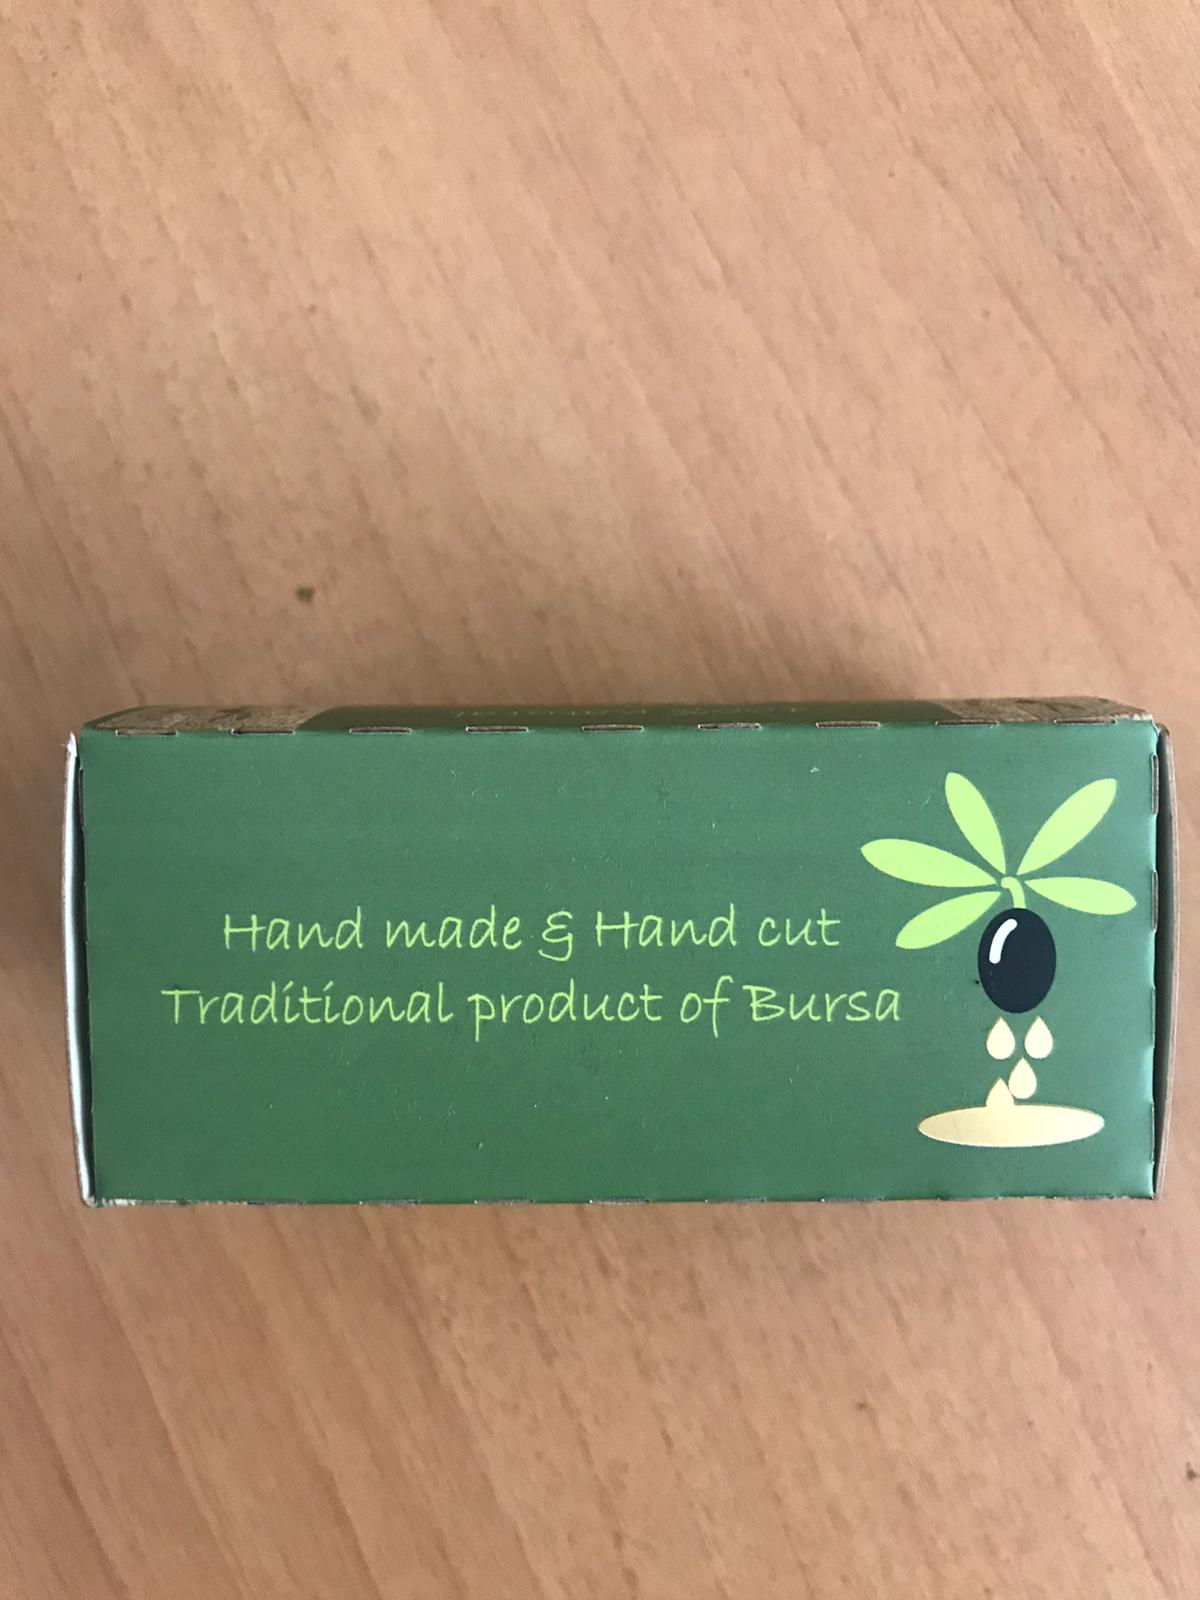 Hand made & Hand cut
Traditional product of Bursa